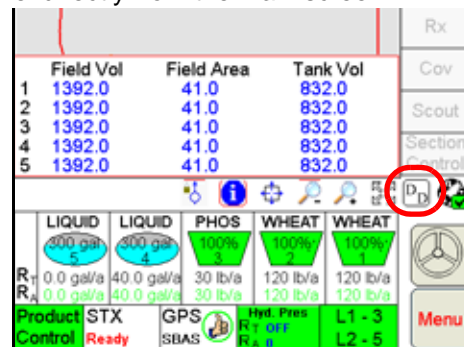 Rx
Field Vol Field Area Tank Vol
Cov
1 1392.0 41.0 832.0
2 1392.0 41.0 832.0
Scout
3 1392.0 41.0 832.0
4 1392.0 41.0 832.0
Section
Control
5 1392.0 41.0 832.0
i
D D
LIQUID LIQUID PHOS WHEAT WHEAT
300 gal 300 gal 100% 100% 100%
5 4 3 2 1
RT 0.0 gal/a 40.0 gal/a 30 lb/a 120 lb/a 120 lb/a
RA 0.0 gal/a 40.0 gal/a 30 lb/a 120 lb/a 120 lb/a
Product STX GPS Hyd. Pres L1 - 3
RT OFF
Control Ready SBAS RA 0 L2 - 5
Menu